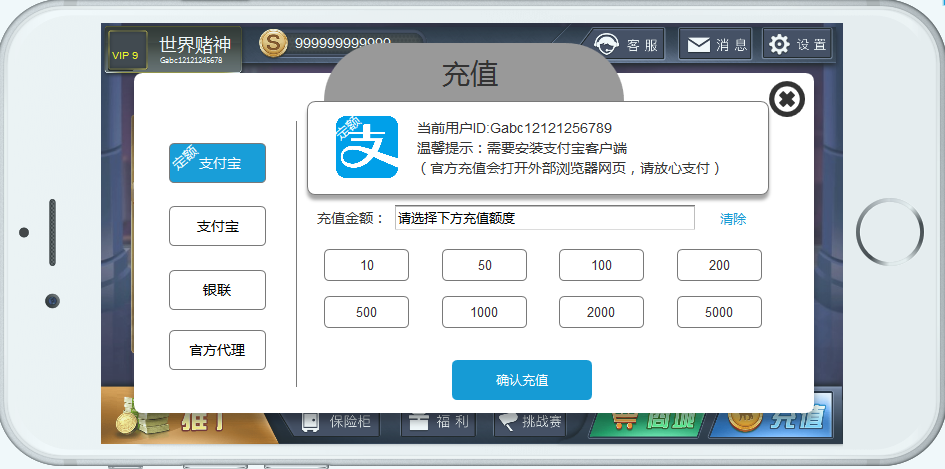 VIP 9
世界赌神
Gabc12121245678
S
999999999999
客 服
消 息
设 置
充值
定额
支
当前用户ID:Gabc12121256789
温馨提示：需要安装支付宝客户端
（官方充值会打开外部浏览器网页，请放心支付）
定额
支付宝
支付宝
银联
官方代理
充值金额：
请选择下方充值额度
清除
10
50
100
200
500
1000
2000
5000
确认充值
推广
保险柜
福 利
挑战赛
商城
充值